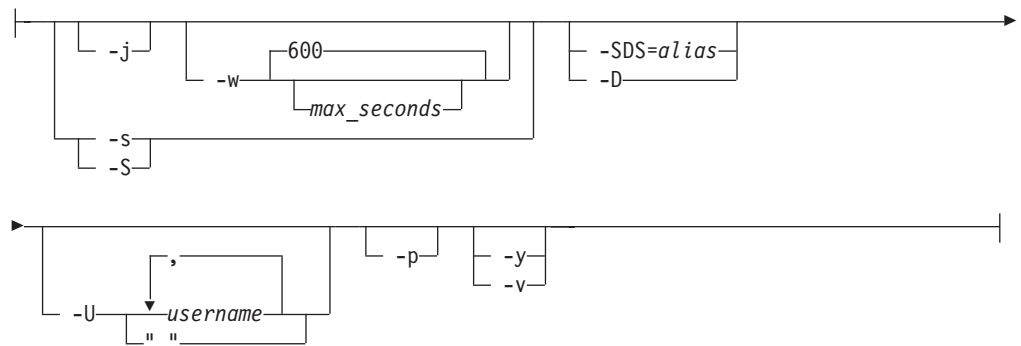 -j
-w
600
max_seconds
-SDS=alias
-D
-s
-S
-U
,
username
" "
-p
-y
-v